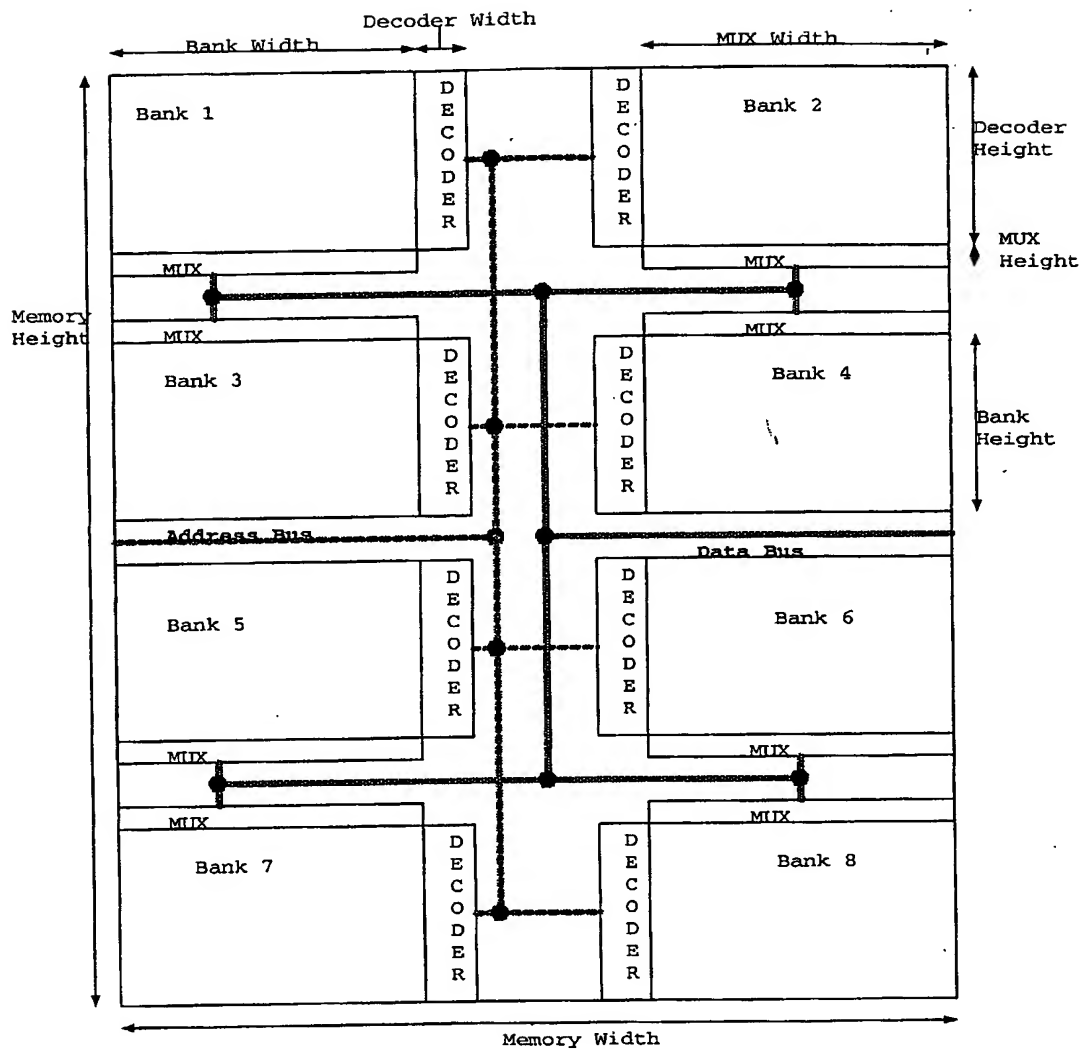 Decoder Width
Bank Width
MUX Width
Bank 1
DECODER
DECODER
Bank 2
Decoder
Height
MUX
Height
MUX
MUX
Memory
Height
MUX
MUX
Bank 3
DECODER
DECODER
Bank 4
Bank
Height
Address Bus
Data Bus
Bank 5
DECODER
DECODER
Bank 6
MUX
MUX
MUX
MUX
Bank 7
DECODER
DECODER
Bank 8
Memory Width